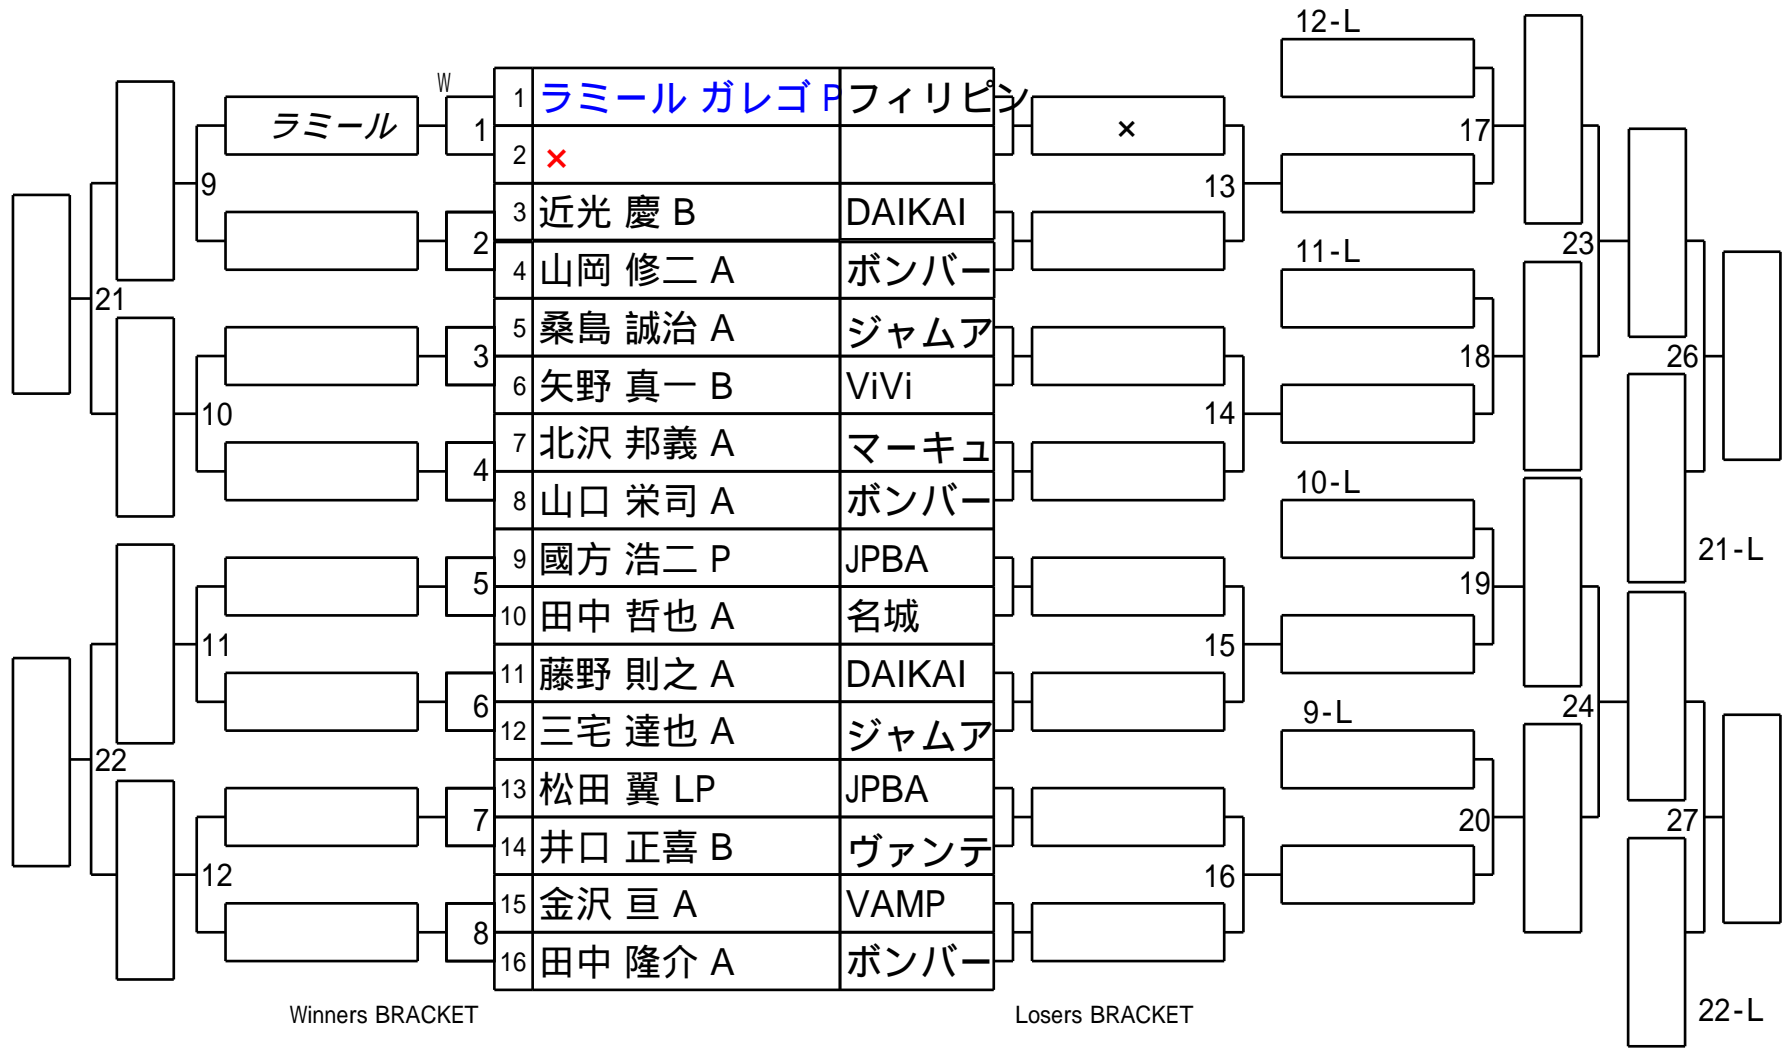 12-L
W
1 ラミール ガレゴ P フィリピン
ラミール
1
×
17
2 ×
9
13
3 近光 慶 B DAIKAI
2
23
11-L
4 山岡 修二 A ボンバー
21
5 桑島 誠治 A ジャムア
3
18
26
6 矢野 真一 B ViVi
10
14
7 北沢 邦義 A マーキュ
4
10-L
8 山口 栄司 A ボンバー
9 國方 浩二 P JPBA
21-L
5
19
10 田中 哲也 A 名城
11
15
11 藤野 則之 A DAIKAI
6
24
9-L
12 三宅 達也 A ジャムア
22
13 松田 翼 LP JPBA
7
20
27
14 井口 正喜 B ヴァンテ
12
16
15 金沢 亘 A VAMP
8
16 田中 隆介 A ボンバー
22-L
Winners BRACKET
Losers BRACKET